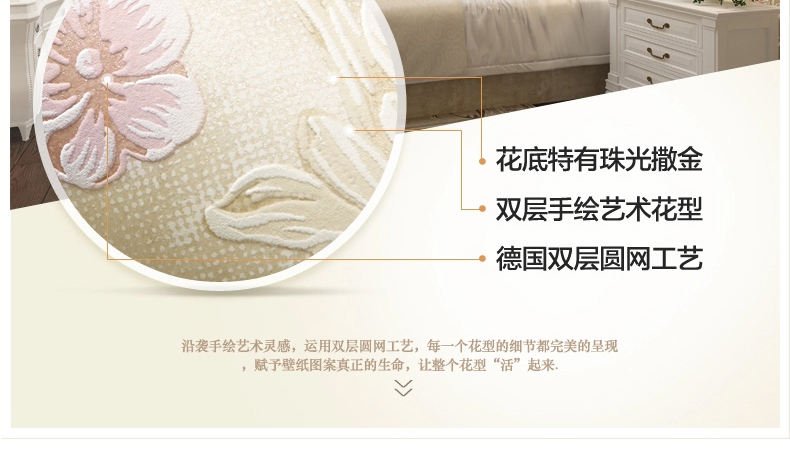 花底特有珠光撒金
双层手绘艺术花型
德国双层圆网工艺
沿袭手绘艺术灵感，运用双层圆网工艺，每一个花型的细节都完美的呈现
，赋予壁纸图案真正的生命，让整个花型“活”起来.